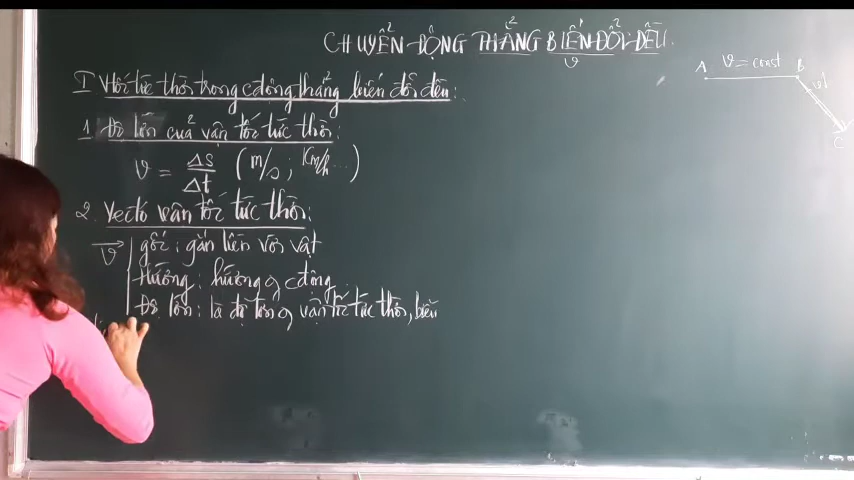 CHUYỂN ĐỘNG THẲNG BIẾN ĐỔI ĐỀU.
v
A v = const B
v
C
I Vtốc tức thời trong cđộng thẳng biến đổi đều:
1. Độ lớn của vận tốc tức thời:
v = Δs/Δt (m/s; Km/h...)
2. Vectơ vận tốc tức thời:
v gốc: gắn liền với vật
Hướng: hướng cđộng
Độ lớn: là độ lớn vận tốc tức thời, biểu